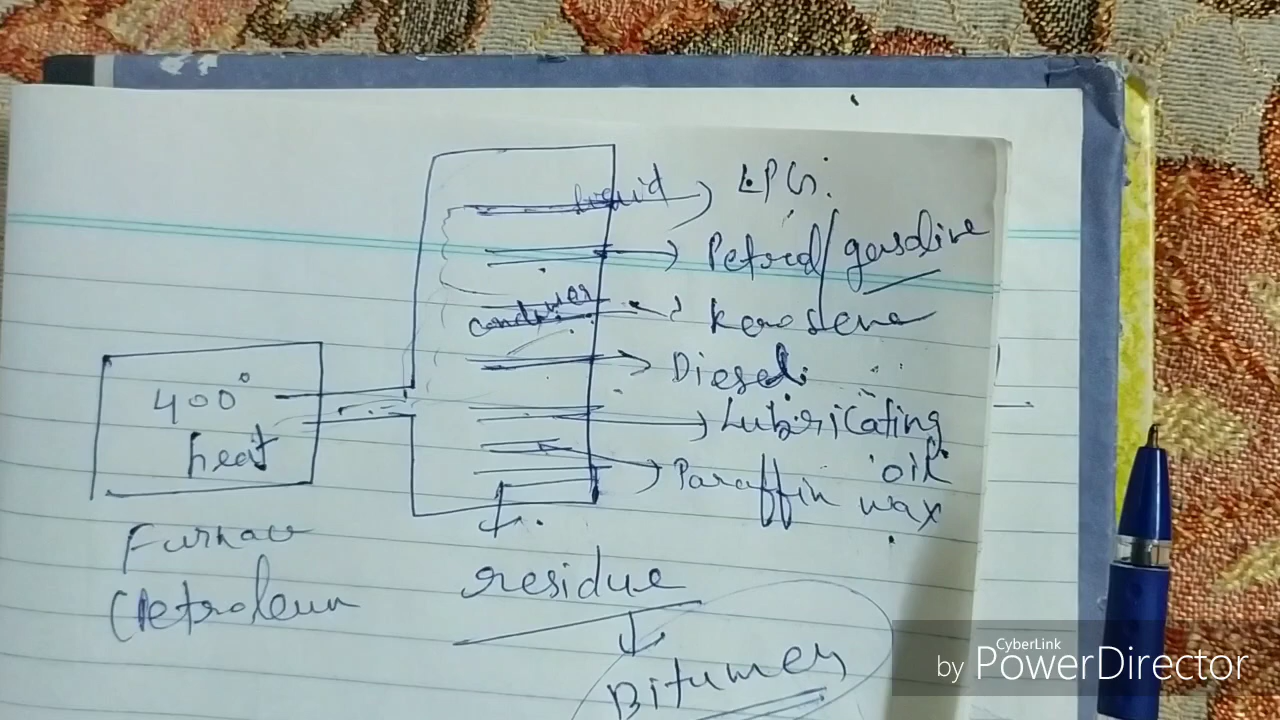 liquid
LPG.
Petrol/gasoline
Kerosene
Diesel.
400°
heat
Lubricating
oil
Paraffin wax
Furnace
(Petroleum
residue
Bitumen
CyberLink
by PowerDirector